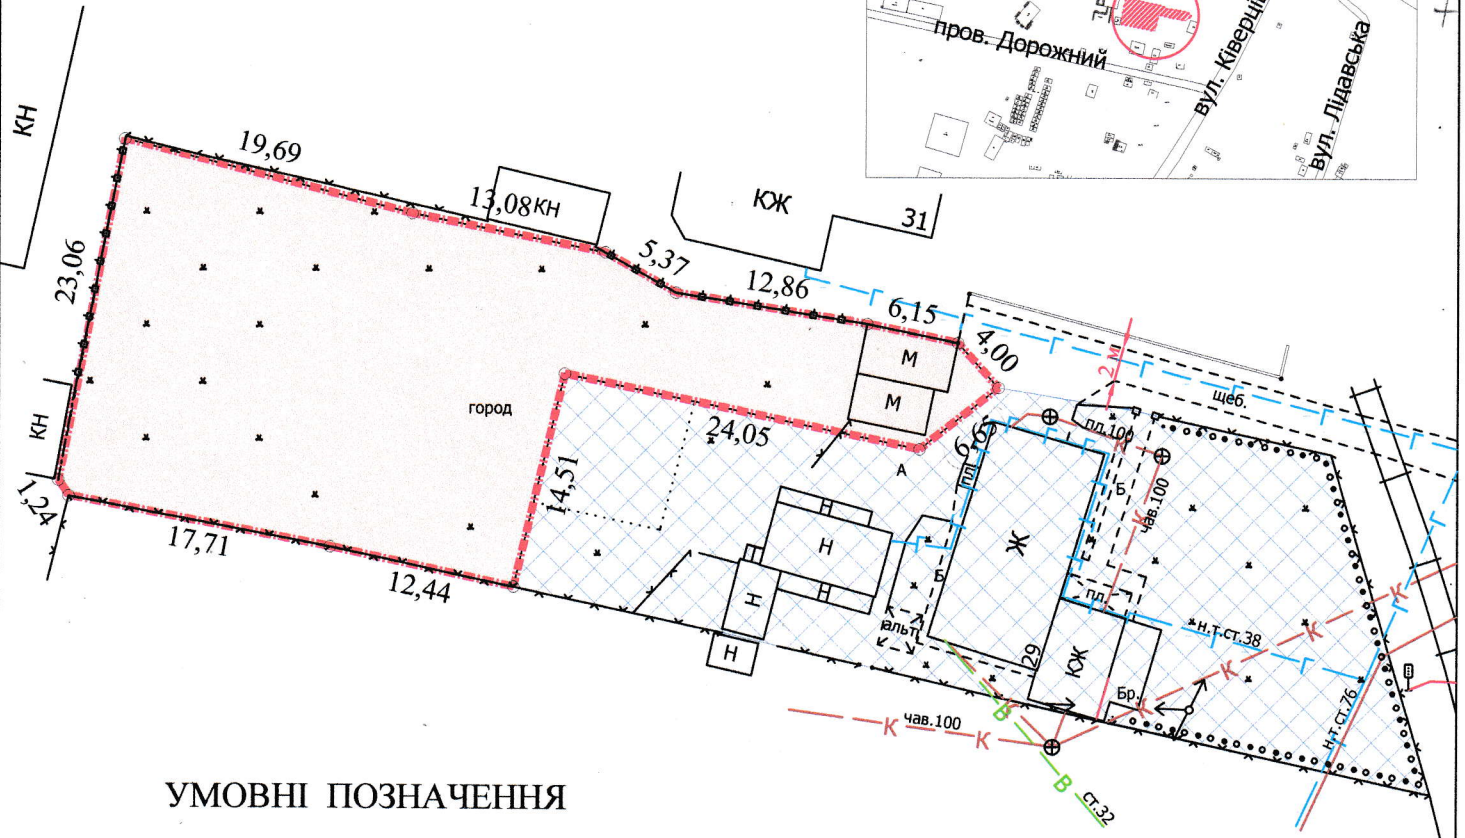 пров. Дорожний
вул. Ківерці
вул. Лідавська
КН
19,69
13,08
КН
КЖ
31
23,06
5,37
12,86
6,15
4,00
2 м
М
М
щеб.
город
КН
24,05
6,65
пл.100
А
пл.
14,51
Б
К
чав.100
Г
1,24
17,71
12,44
Н
Н
Н
Н
Н
Н
Ж
Б
альт.
пл.
н.т.ст.38
29
КЖ
Бр.
К
К
К
К
чав.100
К
К
В
В
ст.32
н.т.ст.76
УМОВНІ ПОЗНАЧЕННЯ